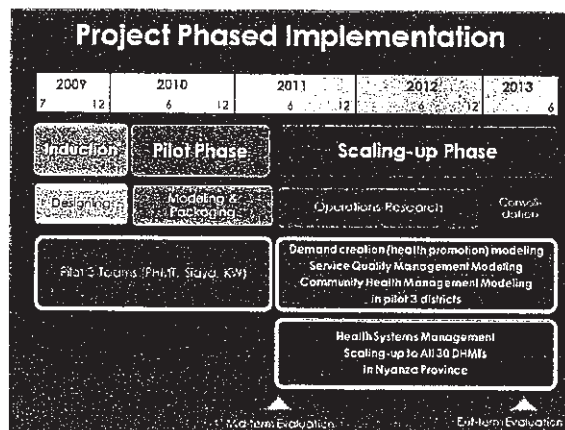 Project Phased Implementation
2009 2010 2011 2012 2013
7 12 6 12 6 12 6 12 6
Induction Pilot Phase Scaling-up Phase
Designing Modeling & Packaging Operations Research Consoli-dation
Pilot 3 Teams (PHMT, Siaya, KW)
Demand creation (health promotion) modeling
Service Quality Management Modeling
Community Health Management Modeling
in pilot 3 districts
Health Systems Management
Scaling-up to All 30 DHMTs
in Nyanza Province
Mid-term Evaluation End-term Evaluation